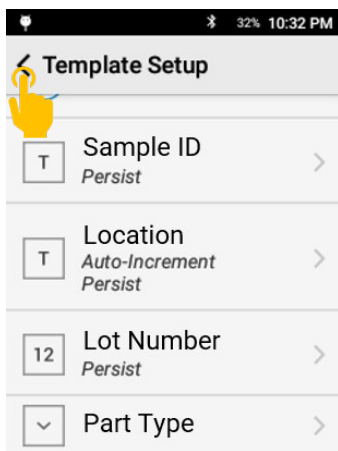 32% 10:32 PM
Template Setup
T
Sample ID
Persist
T
Location
Auto-Increment
Persist
12
Lot Number
Persist
Part Type